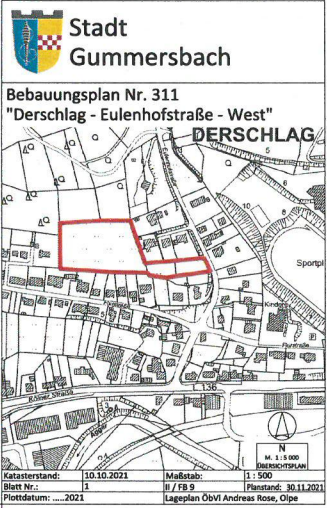 Stadt
Gummersbach
Bebauungsplan Nr. 311
"Derschlag - Eulenhofstraße - West"
DERSCHLAG
Sportpl
Kölner Straße
L 136
N
M. 1 : 5 000
ÜBERSICHTSPLAN
Katasterstand: 10.10.2021 Maßstab: 1 : 500
Blatt Nr.: 1 II / FB 9 Planstand: 30.11.2021
Plottdatum: .....2021 Lageplan ÖbVI Andreas Rose, Olpe